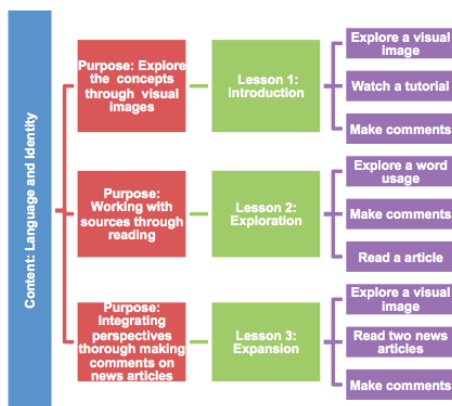 Content: Language and Identity
Purpose: Explore
the concepts
through visual
images
Lesson 1:
introduction
Explore a visual
image
Watch a tutorial
Make comments
Purpose:
Working with
sources through
reading
Lesson 2:
Exploration
Explore a word
usage
Make comments
Read a article
Purpose:
Integrating
perspectives
thorough making
comments on
news articles
Lesson 3:
Expansion
Explore a visual
image
Read two news
articles
Make comments